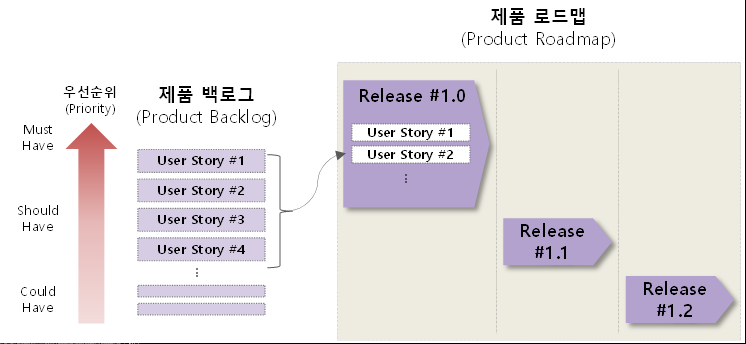 제품 로드맵
(Product Roadmap)
우선순위
(Priority)
제품 백로그
(Product Backlog)
Must
Have
Should
Have
Could
Have
User Story #1
User Story #2
User Story #3
User Story #4
⋮
Release #1.0
User Story #1
User Story #2
⋮
Release
#1.1
Release
#1.2